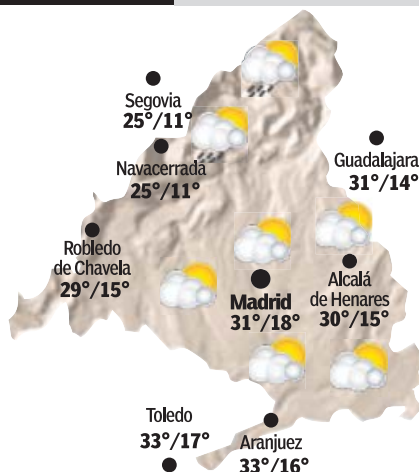 Segovia
25°/11°
Navacerrada
25°/11°
Guadalajara
31°/14°
Robledo
de Chavela
29°/15°
Madrid
31°/18°
Alcalá
de Henares
30°/15°
Toledo
33°/17°
Aranjuez
33°/16°